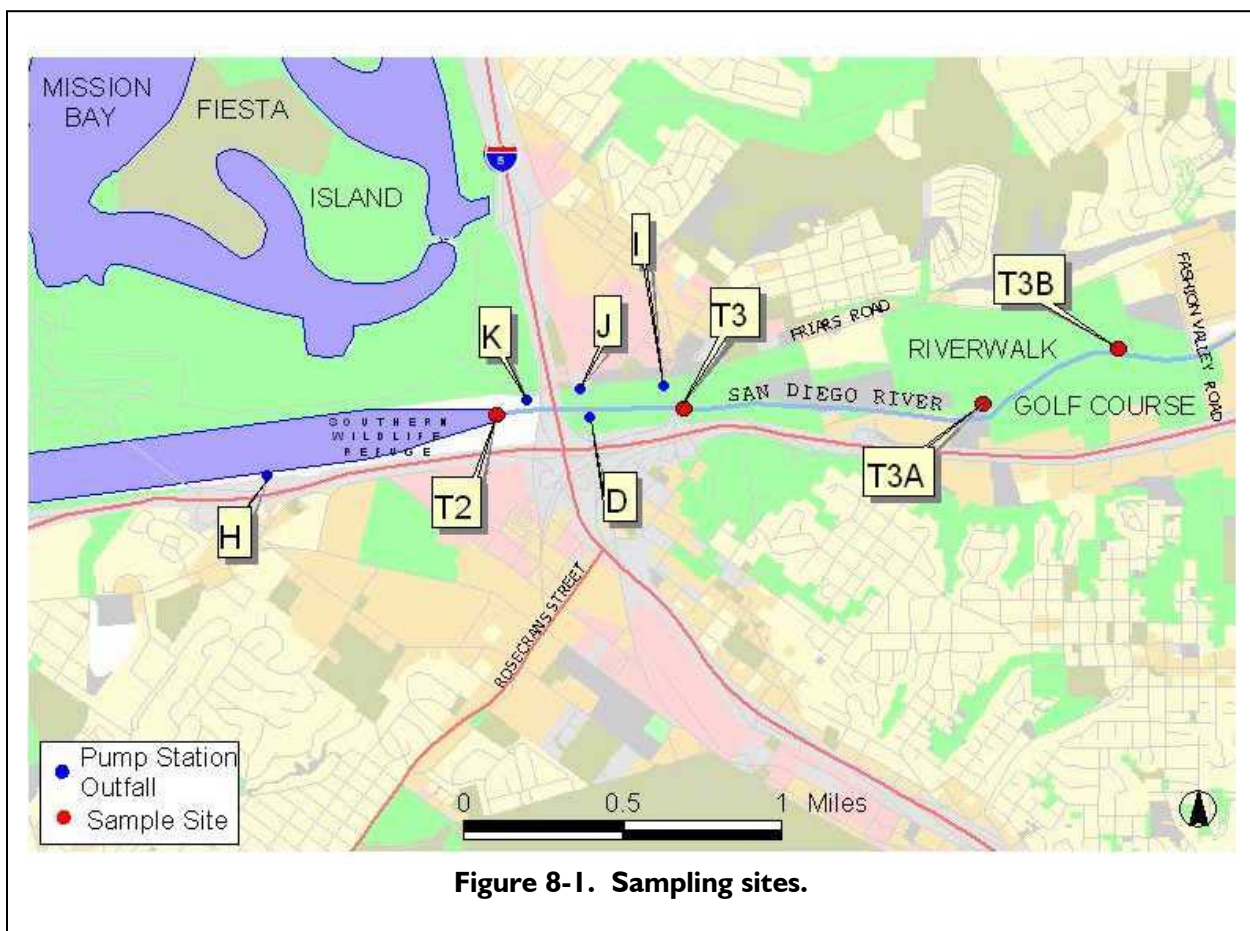 MISSION
BAY
FIESTA
ISLAND
5
I
T3B
FASHION VALLEY
ROAD
K
J
T3
FRIARS ROAD
RIVERWALK
SAN DIEGO RIVER
GOLF COURSE
SOUTHERN
WILDLIFE
REFUGE
H
T2
D
T3A
ROSECRANS STREET
Pump Station
Outfall
Sample Site
0 0.5 1 Miles
Figure 8-1. Sampling sites.